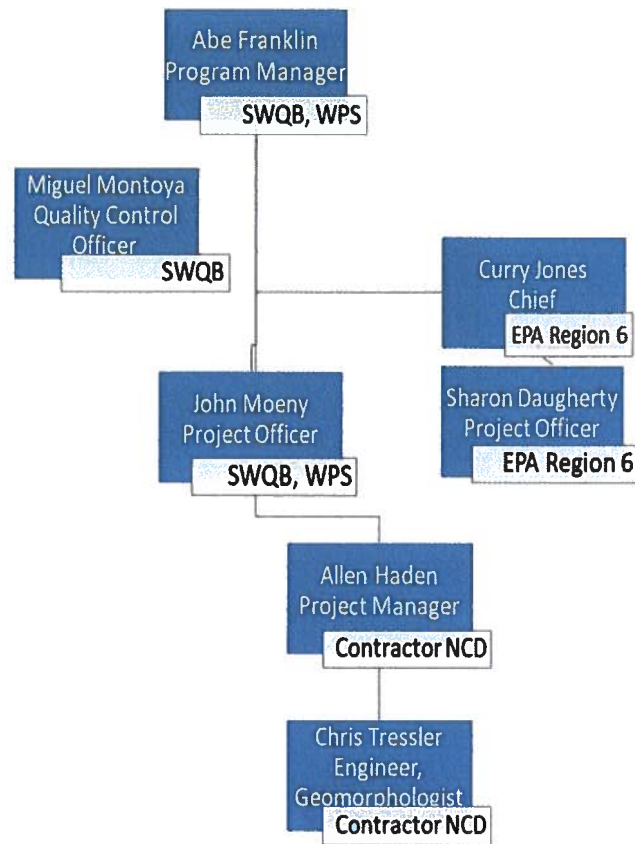 Abe Franklin
Program Manager
SWQB, WPS
Miguel Montoya
Quality Control
Officer
SWQB
Curry Jones
Chief
EPA Region 6
John Moeny
Project Officer
SWQB, WPS
Sharon Daugherty
Project Officer
EPA Region 6
Allen Haden
Project Manager
Contractor NCD
Chris Tressler
Engineer,
Geomorphologist
Contractor NCD